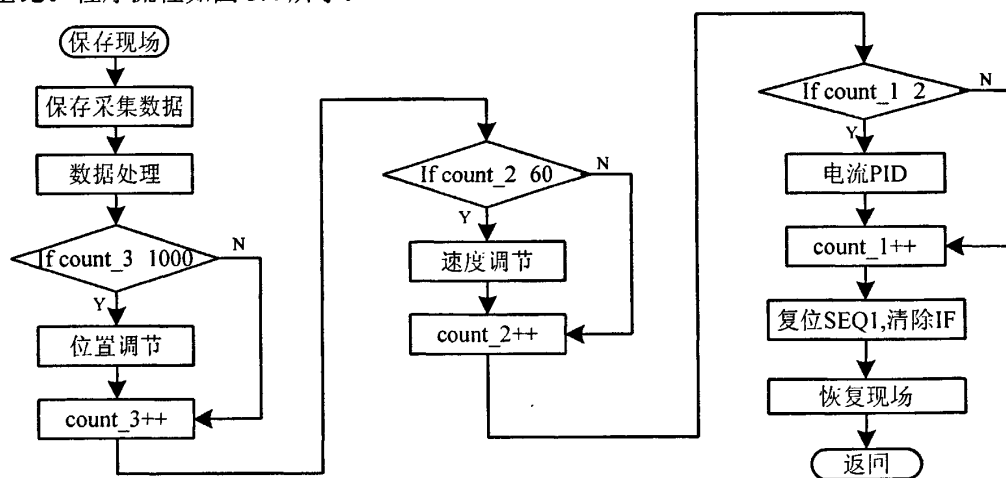 保存现场
保存采集数据
数据处理
If count_3 1000
N
Y
位置调节
count_3++
If count_2 60
N
Y
速度调节
count_2++
If count_1 2
N
Y
电流PID
count_1++
复位SEQ1,清除IF
恢复现场
返回